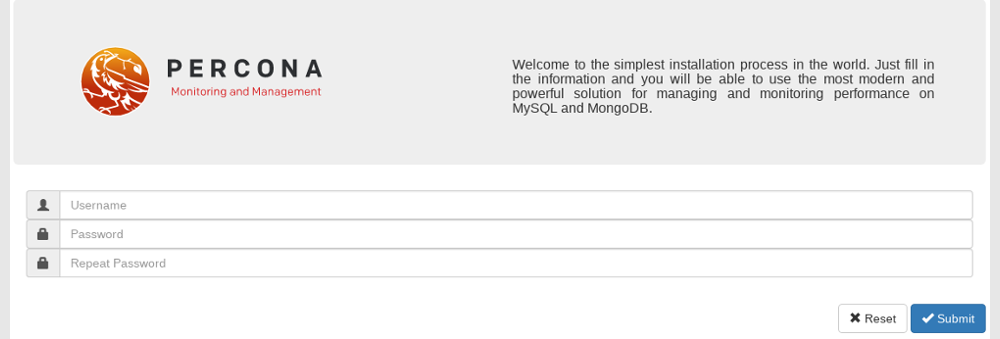 PERCONA
Monitoring and Management
Welcome to the simplest installation process in the world. Just fill in
the information and you will be able to use the most modern and
powerful solution for managing and monitoring performance on
MySQL and MongoDB.
Username
Password
Repeat Password
Reset
Submit